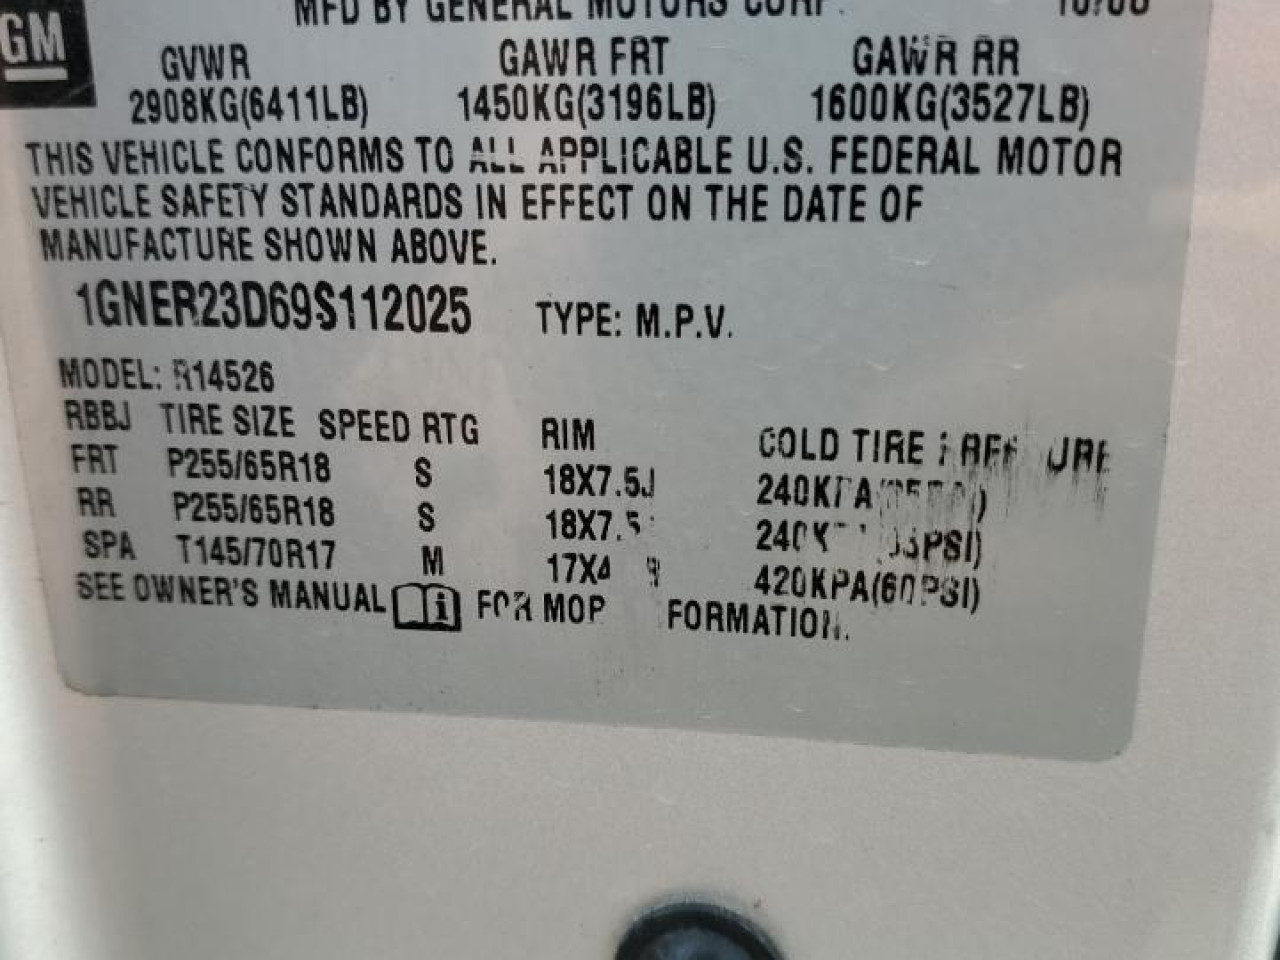 GM
MFD BY GENERAL MOTORS CORP.
GVWR GAWR FRT GAWR RR
2908KG(6411LB) 1450KG(3196LB) 1600KG(3527LB)
THIS VEHICLE CONFORMS TO ALL APPLICABLE U.S. FEDERAL MOTOR
VEHICLE SAFETY STANDARDS IN EFFECT ON THE DATE OF
MANUFACTURE SHOWN ABOVE.
1GNER23D69S112025 TYPE: M.P.V.
MODEL: R14526
RBBJ TIRE SIZE SPEED RTG RIM COLD TIRE
FRT P255/65R18 S 18X7.5J
RR P255/65R18 S
SPA T145/70R17 M 420KPA(60PSI)
SEE OWNER'S MANUAL FOR